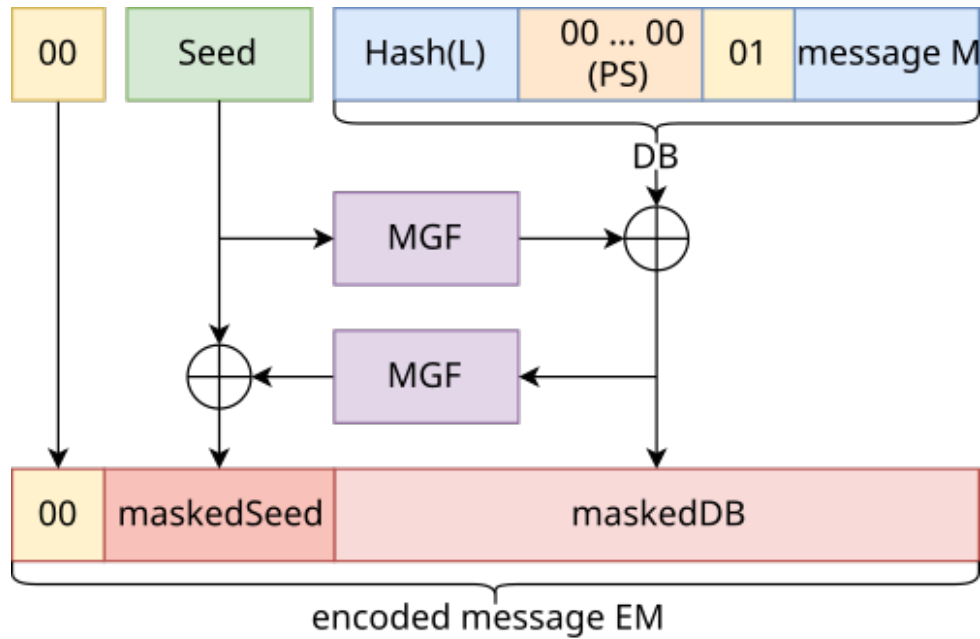 00
Seed
Hash(L)
00 ... 00
(PS)
01
message M
DB
MGF
MGF
00
maskedSeed
maskedDB
encoded message EM